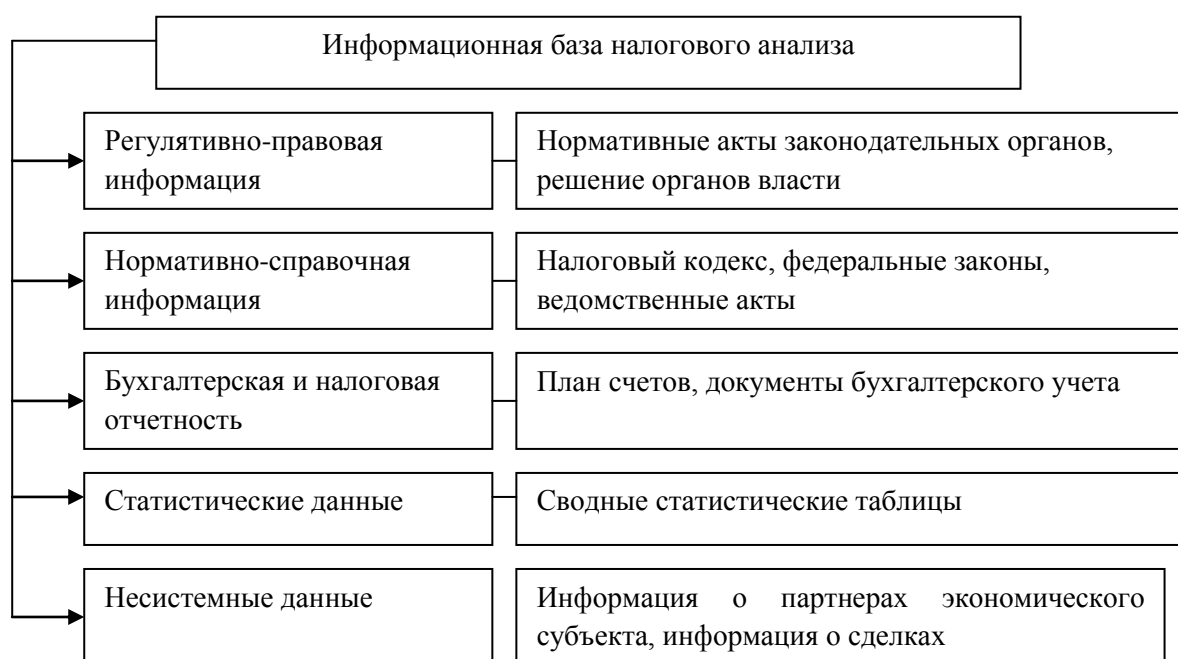 Информационная база налогового анализа
Регулятивно-правовая
информация
Нормативные акты законодательных органов,
решение органов власти
Нормативно-справочная
информация
Налоговый кодекс, федеральные законы,
ведомственные акты
Бухгалтерская и налоговая
отчетность
План счетов, документы бухгалтерского учета
Статистические данные
Сводные статистические таблицы
Несистемные данные
Информация о партнерах экономического
субъекта, информация о сделках